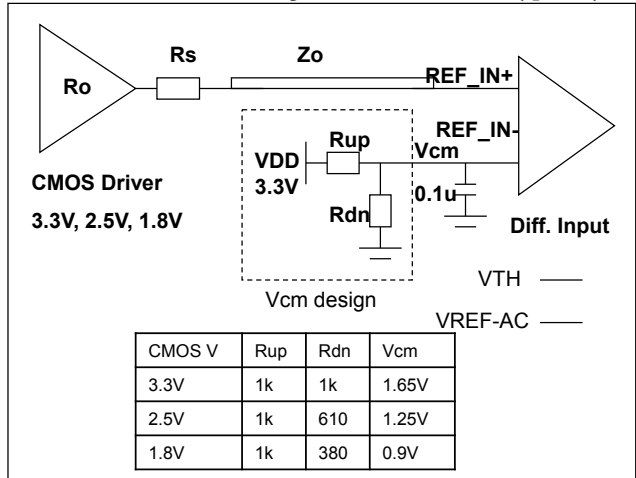 Rs
Zo
Ro
REF_IN+
REF_IN-
Rup
Vcm
VDD
3.3V
0.1u
Rdn
CMOS Driver
3.3V, 2.5V, 1.8V
Diff. Input
Vcm design
VTH
VREF-AC
CMOS V Rup Rdn Vcm
3.3V 1k 1k 1.65V
2.5V 1k 610 1.25V
1.8V 1k 380 0.9V